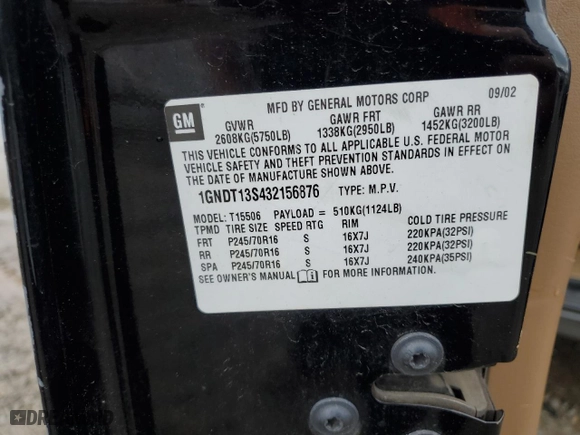 MFD BY GENERAL MOTORS CORP 09/02
GM
GVWR GAWR FRT GAWR RR
2608KG(5750LB) 1338KG(2950LB) 1452KG(3200LB)
THIS VEHICLE CONFORMS TO ALL APPLICABLE U.S. FEDERAL MOTOR
VEHICLE SAFETY AND THEFT PREVENTION STANDARDS IN EFFECT ON
THE DATE OF MANUFACTURE SHOWN ABOVE.
1GNDT13S432156876 TYPE: M.P.V.
MODEL: T15506 PAYLOAD = 510KG(1124LB)
TPMD TIRE SIZE SPEED RTG RIM COLD TIRE PRESSURE
FRT P245/70R16 S 16X7J 220KPA(32PSI)
RR P245/70R16 S 16X7J 220KPA(32PSI)
SPA P245/70R16 S 16X7J 240KPA(35PSI)
SEE OWNER'S MANUAL FOR MORE INFORMATION.